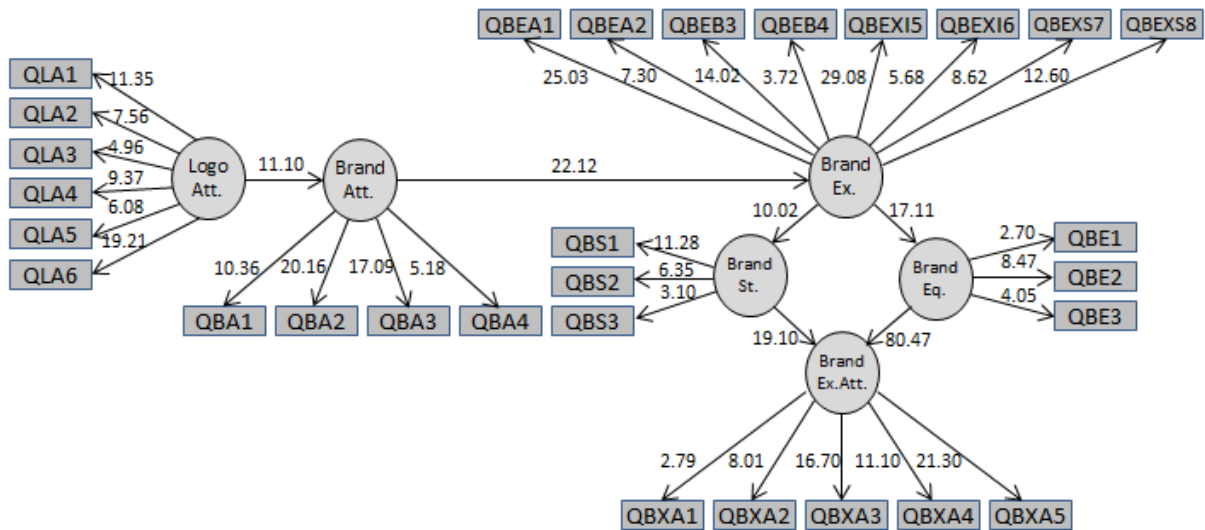 QBEA1 QBEA2 QBEB3 QBEB4 QBEXI5 QBEXI6 QBEXS7 QBEXS8
25.03 7.30 14.02 3.72 29.08 5.68 8.62 12.60
QLA1 11.35
QLA2 7.56
QLA3 4.96
QLA4 9.37
QLA5 6.08
QLA6 19.21
Logo
Att.
11.10
Brand
Att.
22.12
Brand
Ex.
10.36 20.16 17.09 5.18
QBA1 QBA2 QBA3 QBA4
10.02 17.11
QBS1 11.28
QBS2 6.35
QBS3 3.10
Brand
St.
Brand
Eq.
2.70 QBE1
8.47 QBE2
4.05 QBE3
19.10 80.47
Brand
Ex.Att.
2.79 8.01 16.70 11.10 21.30
QBXA1 QBXA2 QBXA3 QBXA4 QBXA5